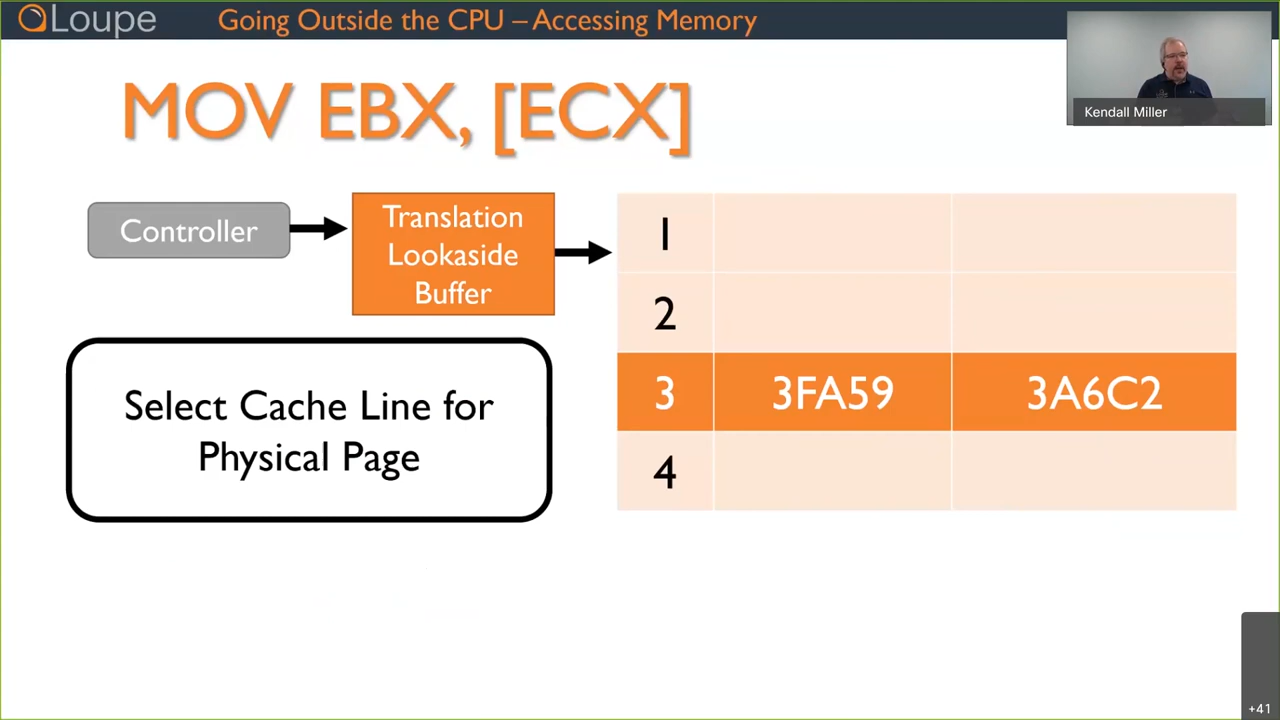 Loupe
Going Outside the CPU – Accessing Memory
Kendall Miller
MOV EBX, [ECX]
Controller
Translation
Lookaside
Buffer
Select Cache Line for
Physical Page
1
2
3 3FA59 3A6C2
4
+41